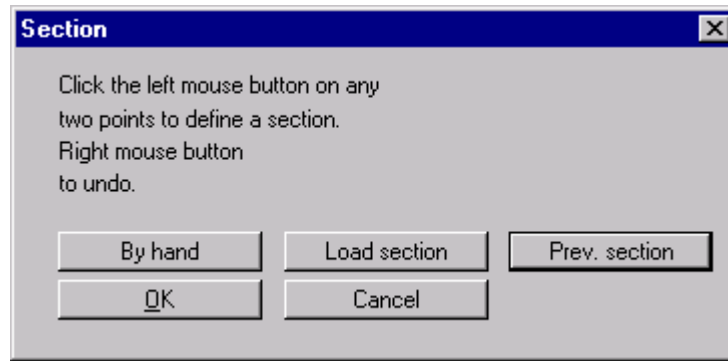 Section
Click the left mouse button on any
two points to define a section.
Right mouse button
to undo.
By hand Load section Prev. section
OK Cancel